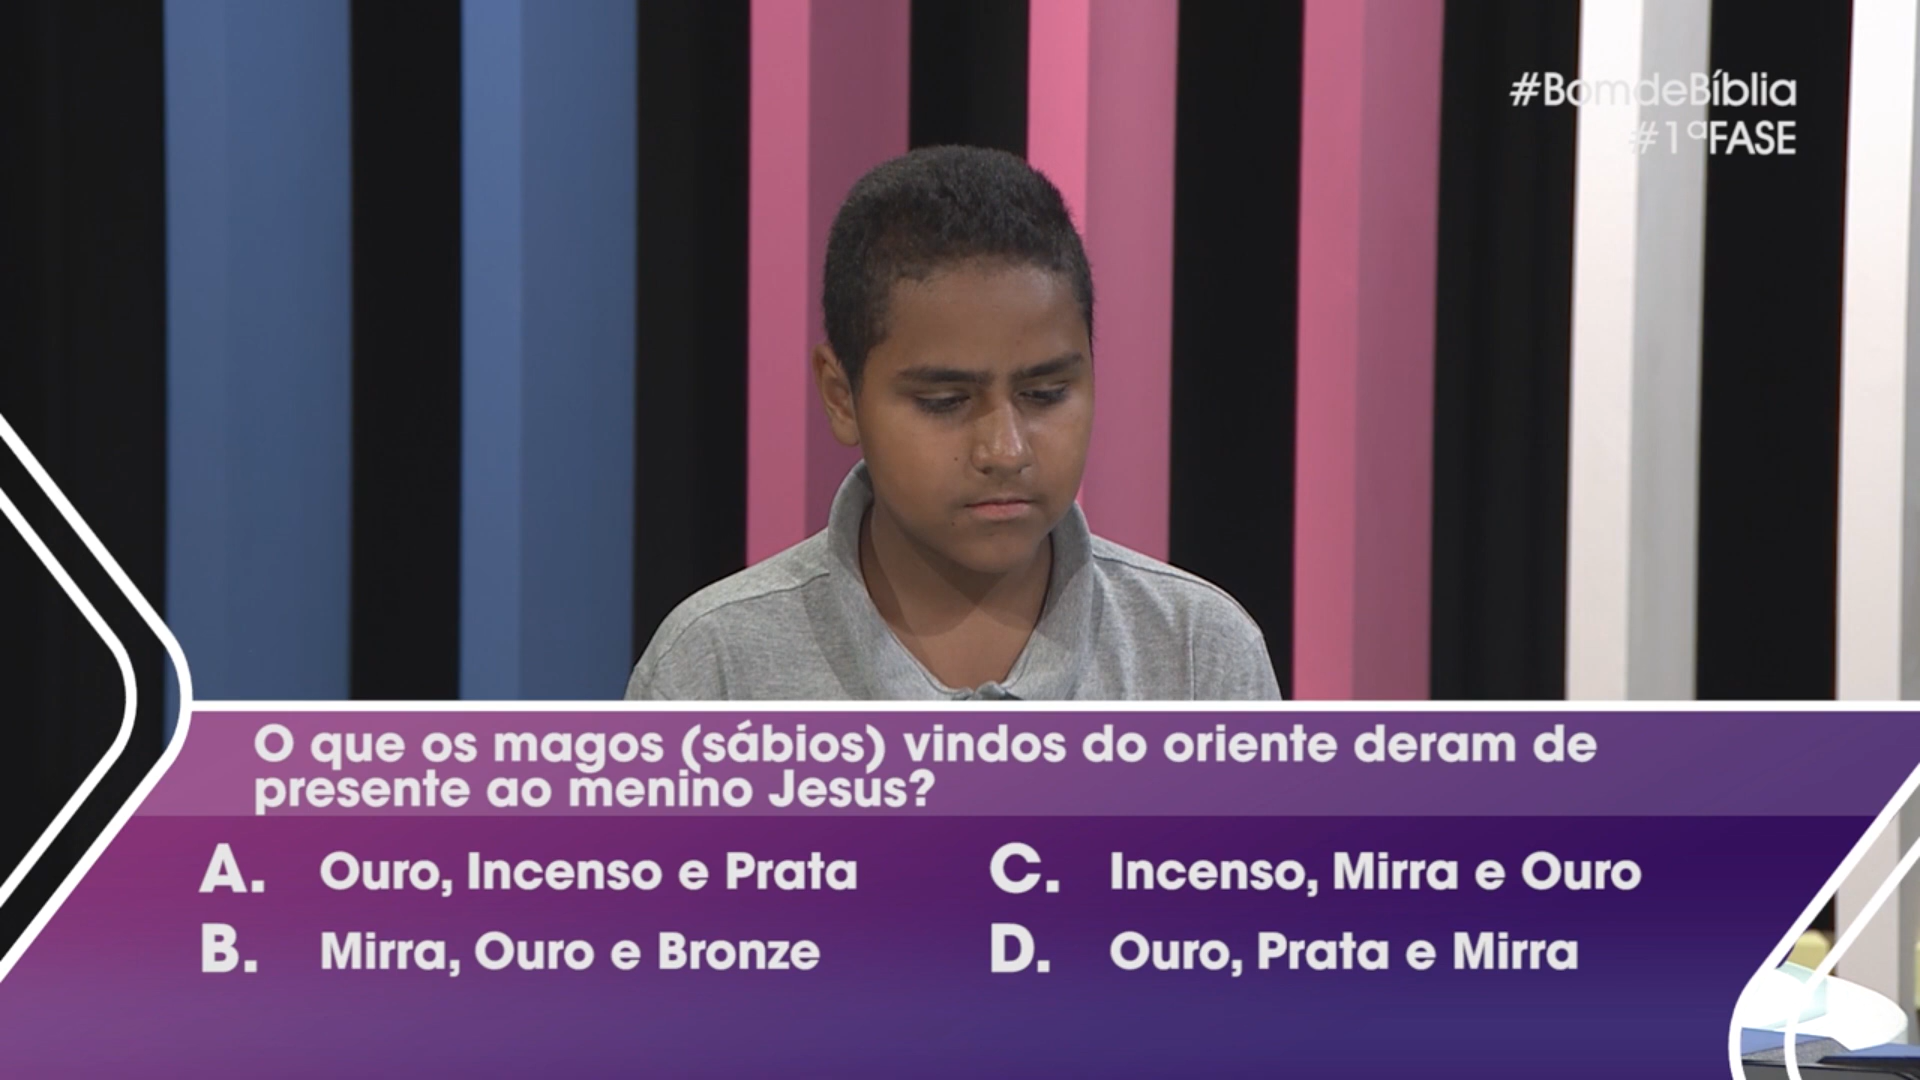 #BomdeBíblia
#1ªFASE
O que os magos (sábios) vindos do oriente deram de
presente ao menino Jesus?
A. Ouro, Incenso e Prata
C. Incenso, Mirra e Ouro
B. Mirra, Ouro e Bronze
D. Ouro, Prata e Mirra